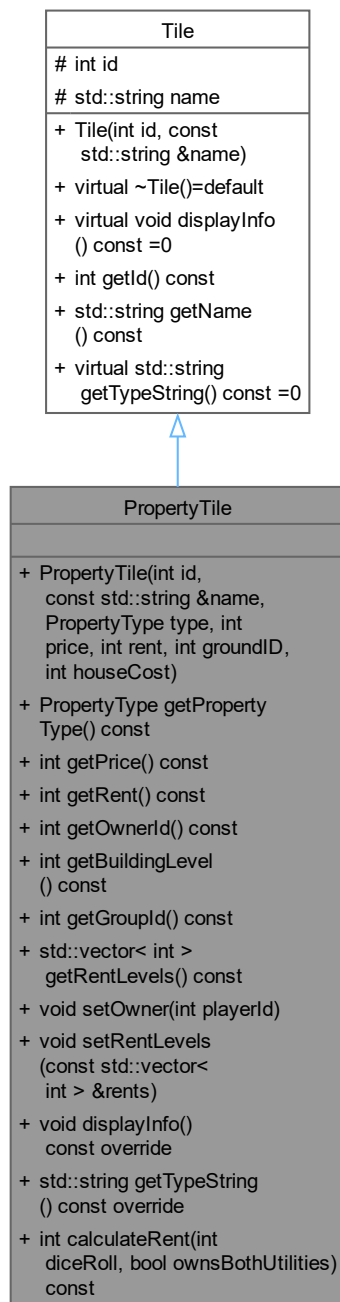 Tile
# int id
# std::string name
+ Tile(int id, const
std::string &name)
+ virtual ~Tile()=default
+ virtual void displayInfo
() const =0
+ int getId() const
+ std::string getName
() const
+ virtual std::string
getTypeString() const =0
PropertyTile
+ PropertyTile(int id,
const std::string &name,
PropertyType type, int
price, int rent, int groundID,
int houseCost)
+ PropertyType getProperty
Type() const
+ int getPrice() const
+ int getRent() const
+ int getOwnerId() const
+ int getBuildingLevel
() const
+ int getGroupId() const
+ std::vector< int >
getRentLevels() const
+ void setOwner(int playerId)
+ void setRentLevels
(const std::vector<
int > &rents)
+ void displayInfo()
const override
+ std::string getTypeString
() const override
+ int calculateRent(int
diceRoll, bool ownsBothUtilities)
const